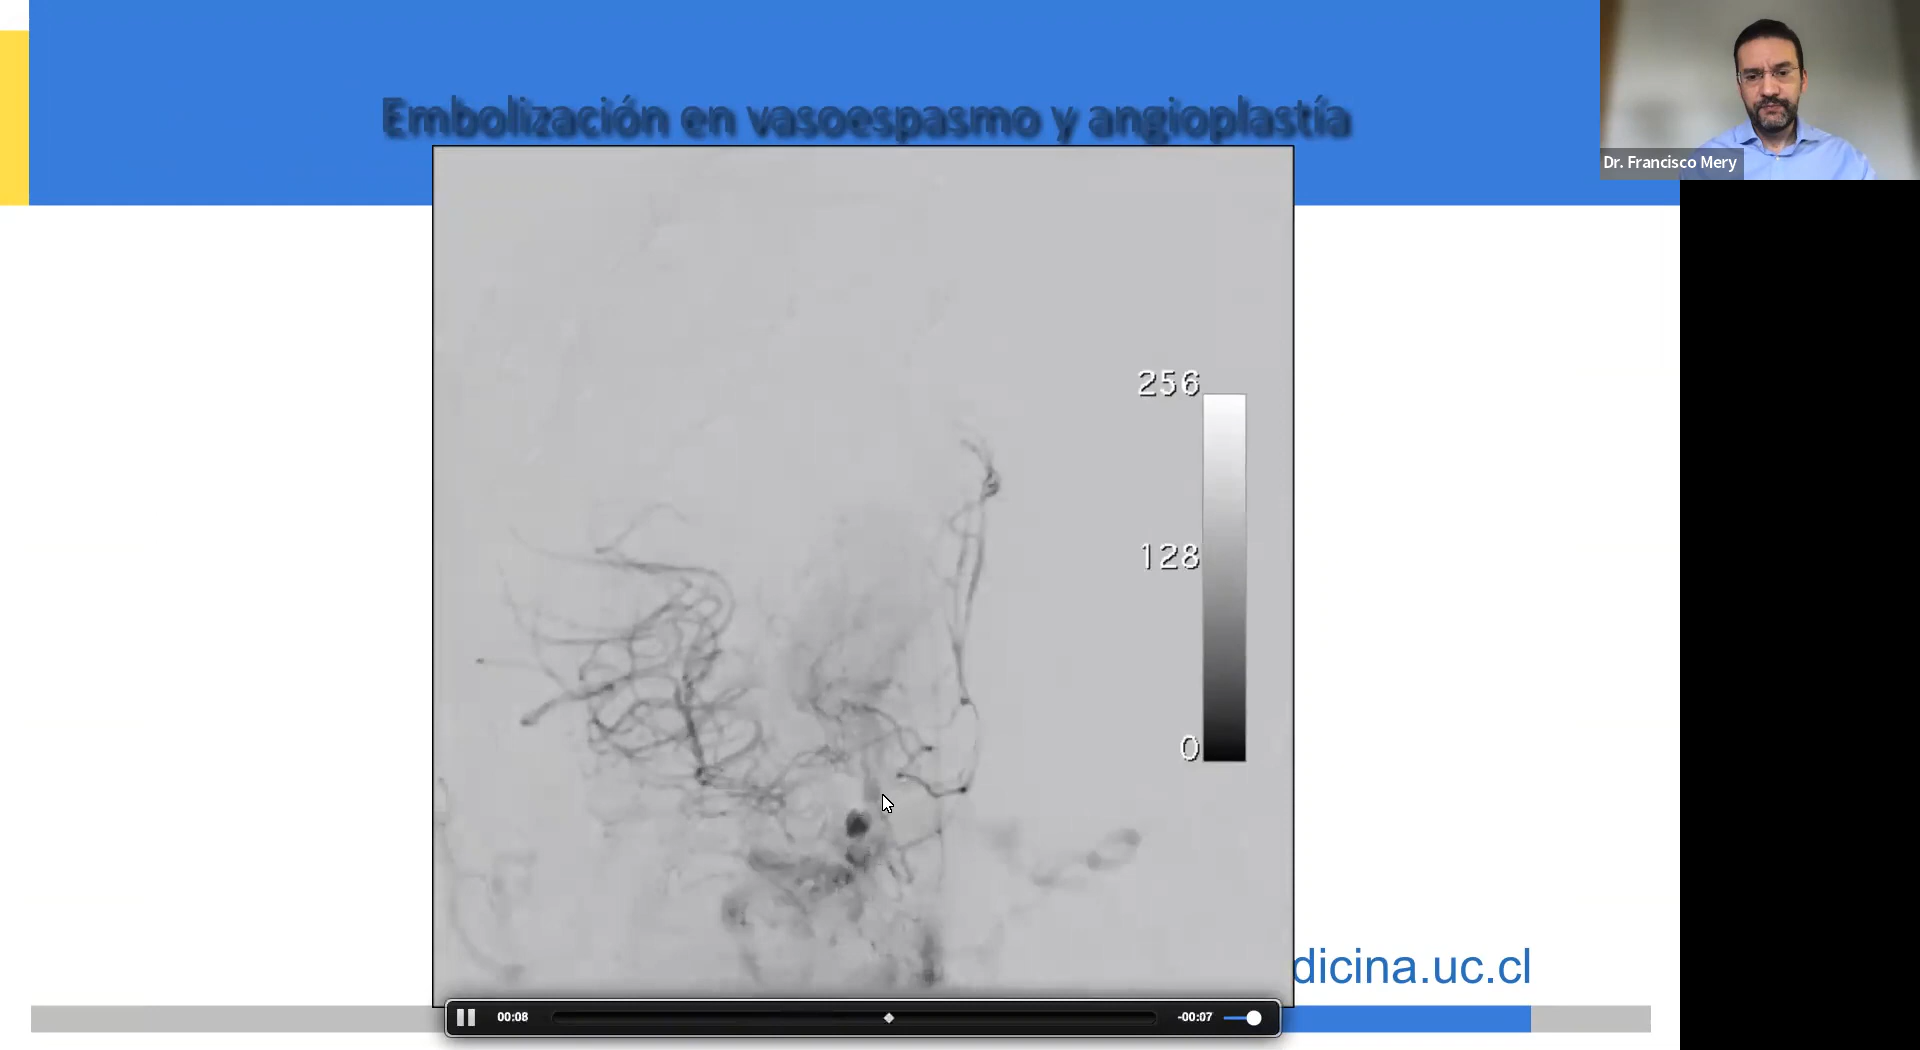 Embolización en vasoespasmo y angioplastía
Dr. Francisco Mery
256
128
0
dicina.uc.cl
00:08
-00:07